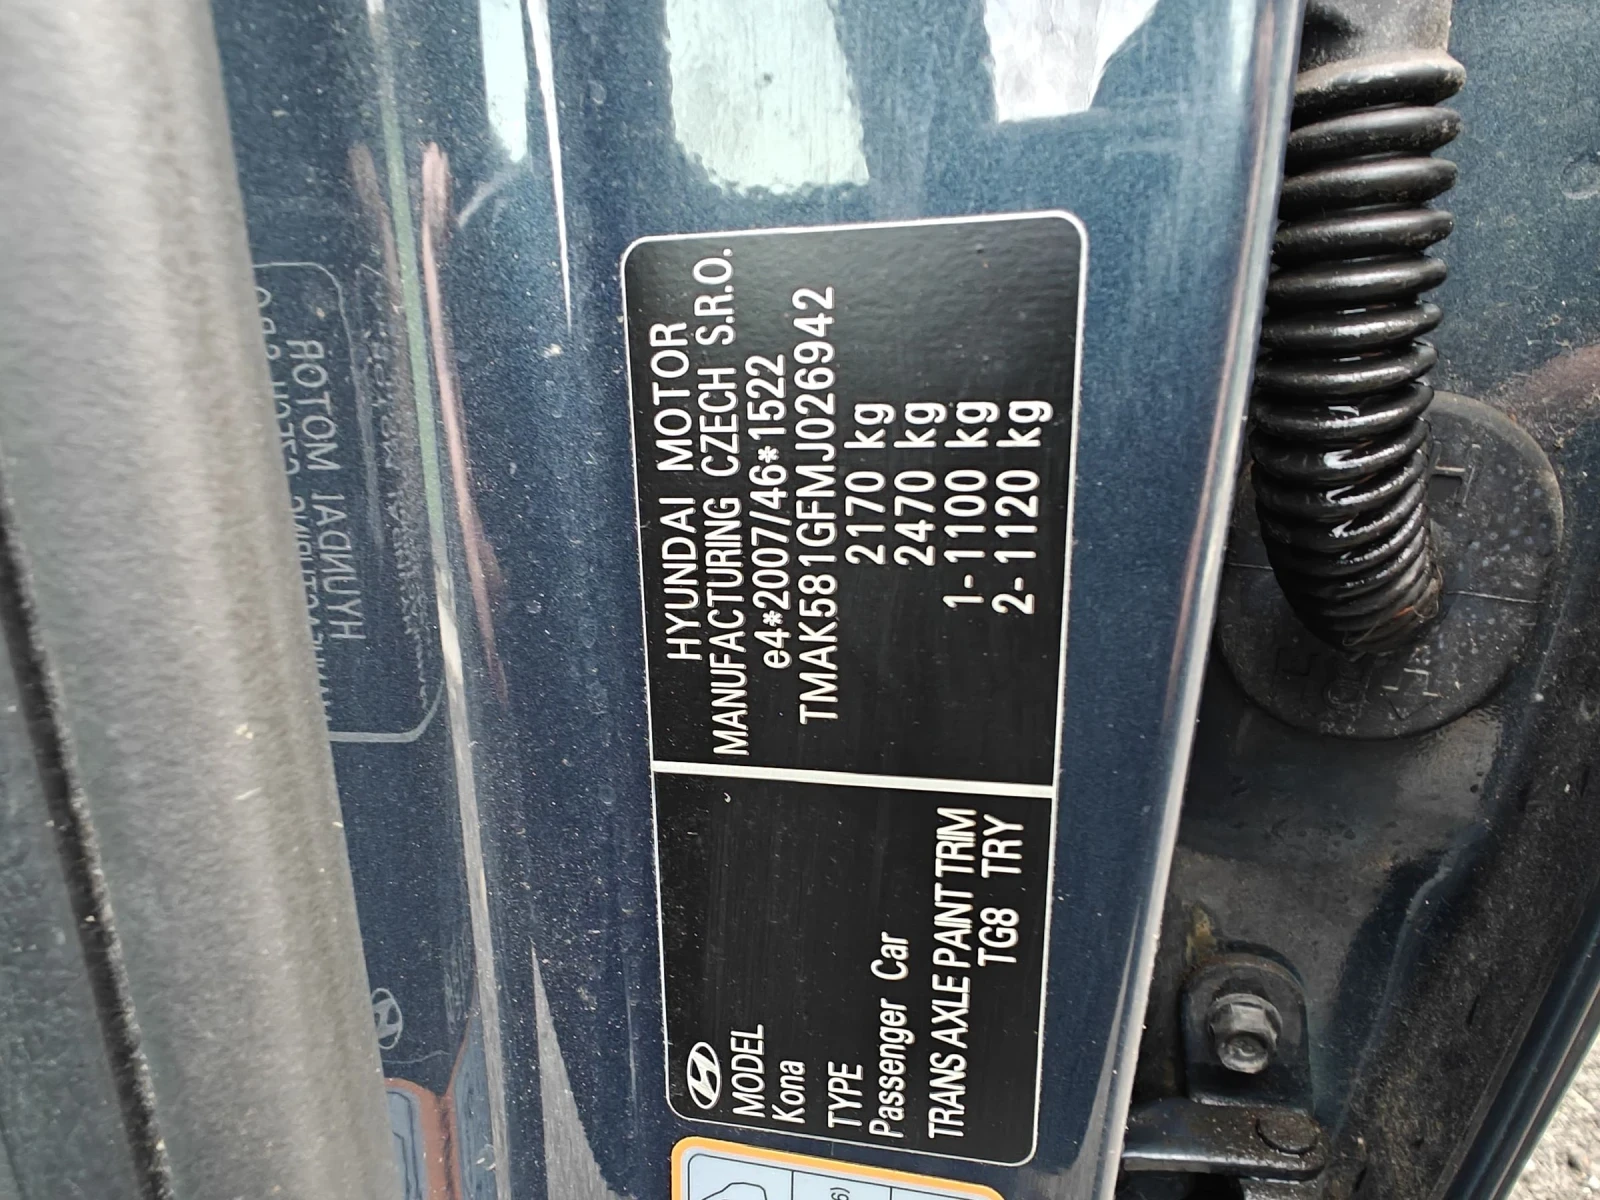 HYUNDAI MOTOR
MANUFACTURING CZECH S.R.O.
e4*2007/46*1522
TMAK581GFMJ026942
2170 kg
2470 kg
1-1100 kg
2-1120 kg
MODEL
Kona
TYPE
Passenger Car
TRANS AXLE PAINT TRIM
TG8 TRY